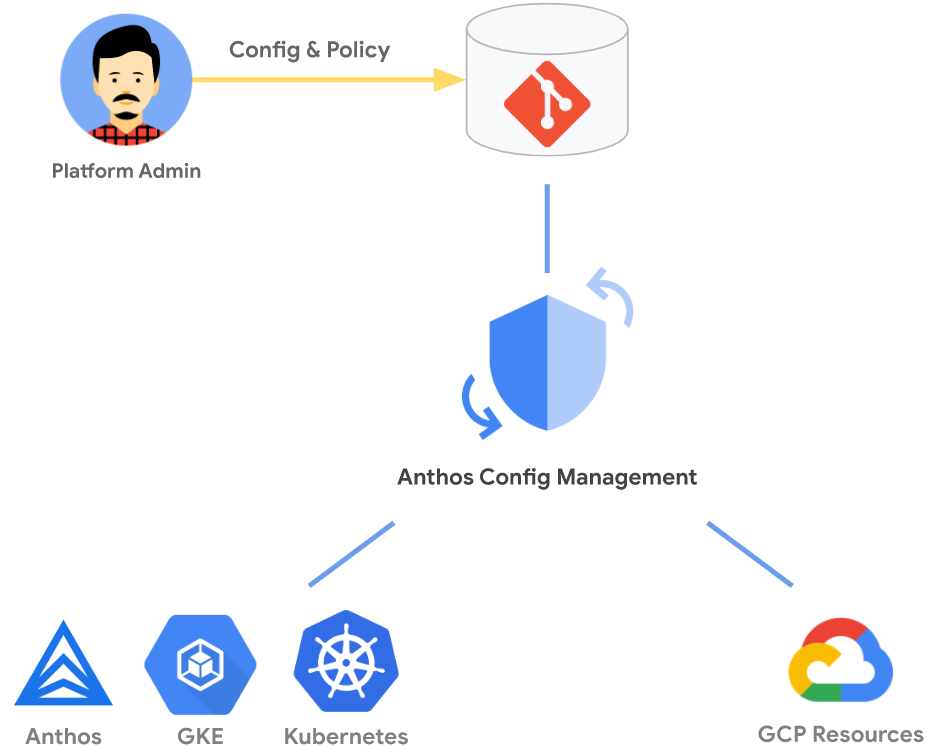 Config & Policy
Platform Admin
Anthos Config Management
Anthos
GKE
Kubernetes
GCP Resources